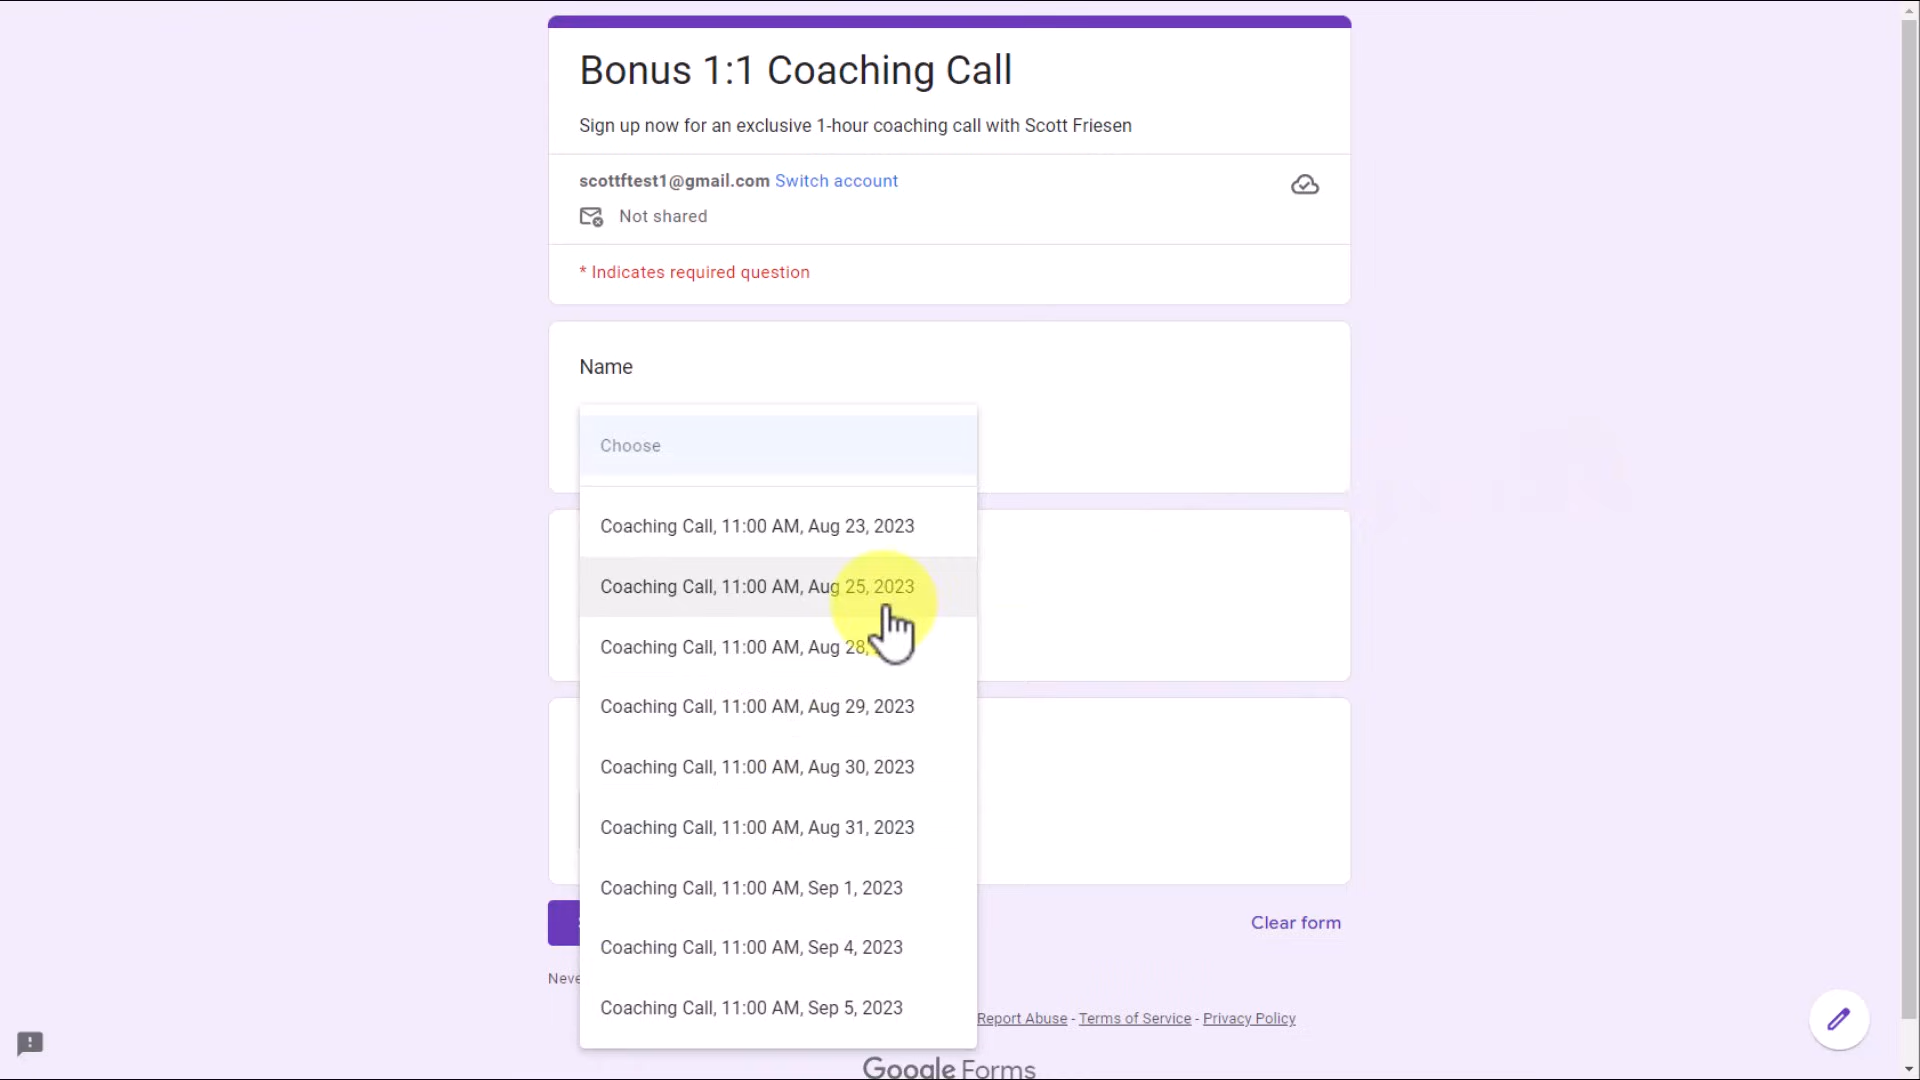 Bonus 1:1 Coaching Call
Sign up now for an exclusive 1-hour coaching call with Scott Friesen
scottftest1@gmail.com Switch account
Not shared
* Indicates required question
Name
Choose
Coaching Call, 11:00 AM, Aug 23, 2023
Coaching Call, 11:00 AM, Aug 25, 2023
Coaching Call, 11:00 AM, Aug 28,
Coaching Call, 11:00 AM, Aug 29, 2023
Coaching Call, 11:00 AM, Aug 30, 2023
Coaching Call, 11:00 AM, Aug 31, 2023
Coaching Call, 11:00 AM, Sep 1, 2023
Clear form
Coaching Call, 11:00 AM, Sep 4, 2023
Coaching Call, 11:00 AM, Sep 5, 2023
Report Abuse - Terms of Service - Privacy Policy
Google Forms